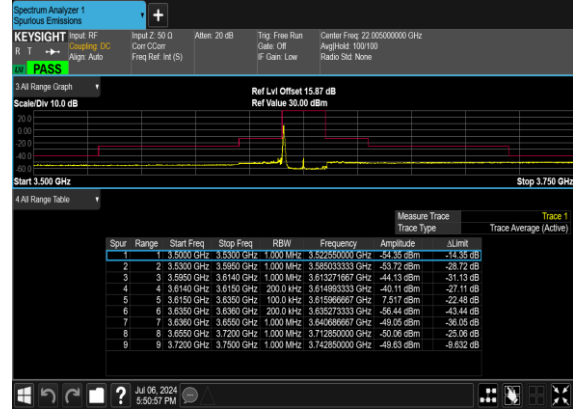 Spectrum Analyzer 1
Spurious Emissions
KEYSIGHT Input: RF Input Z: 50 Ω Atten: 20 dB Trig: Free Run Center Freq: 22.005000000 GHz
R T Coupling: DC Corr CCorr Gate: Off Avg|Hold: 100/100
Align: Auto Freq Ref: Int (S) IF Gain: Low Radio Std: None
PASS
3 All Range Graph Ref Lvl Offset 15.87 dB
Scale/Div 10.0 dB Ref Value 30.00 dBm
20.0
0.00
-20.0
-40.0
-60.0
Start 3.500 GHz Stop 3.750 GHz
4 All Range Table
Measure Trace Trace 1
Trace Type Trace Average (Active)
Spur Range Start Freq Stop Freq RBW Frequency Amplitude ΔLimit
1 1 3.5000 GHz 3.5300 GHz 1.000 MHz 3.522550000 GHz -54.35 dBm -14.35 dB
2 2 3.5300 GHz 3.5950 GHz 1.000 MHz 3.585033333 GHz -53.72 dBm -28.72 dB
3 3 3.5950 GHz 3.6140 GHz 1.000 MHz 3.613271667 GHz -44.13 dBm -31.13 dB
4 4 3.6140 GHz 3.6150 GHz 200.0 kHz 3.614993333 GHz -40.11 dBm -27.11 dB
5 5 3.6150 GHz 3.6350 GHz 100.0 kHz 3.615966667 GHz 7.517 dBm -22.48 dB
6 6 3.6350 GHz 3.6360 GHz 200.0 kHz 3.635273333 GHz -56.44 dBm -43.44 dB
7 7 3.6360 GHz 3.6550 GHz 1.000 MHz 3.640686667 GHz -49.05 dBm -36.05 dB
8 8 3.6550 GHz 3.7200 GHz 1.000 MHz 3.712850000 GHz -50.06 dBm -25.06 dB
9 9 3.7200 GHz 3.7500 GHz 1.000 MHz 3.742850000 GHz -49.63 dBm -9.632 dB
? Jul 06, 2024
5:50:57 PM